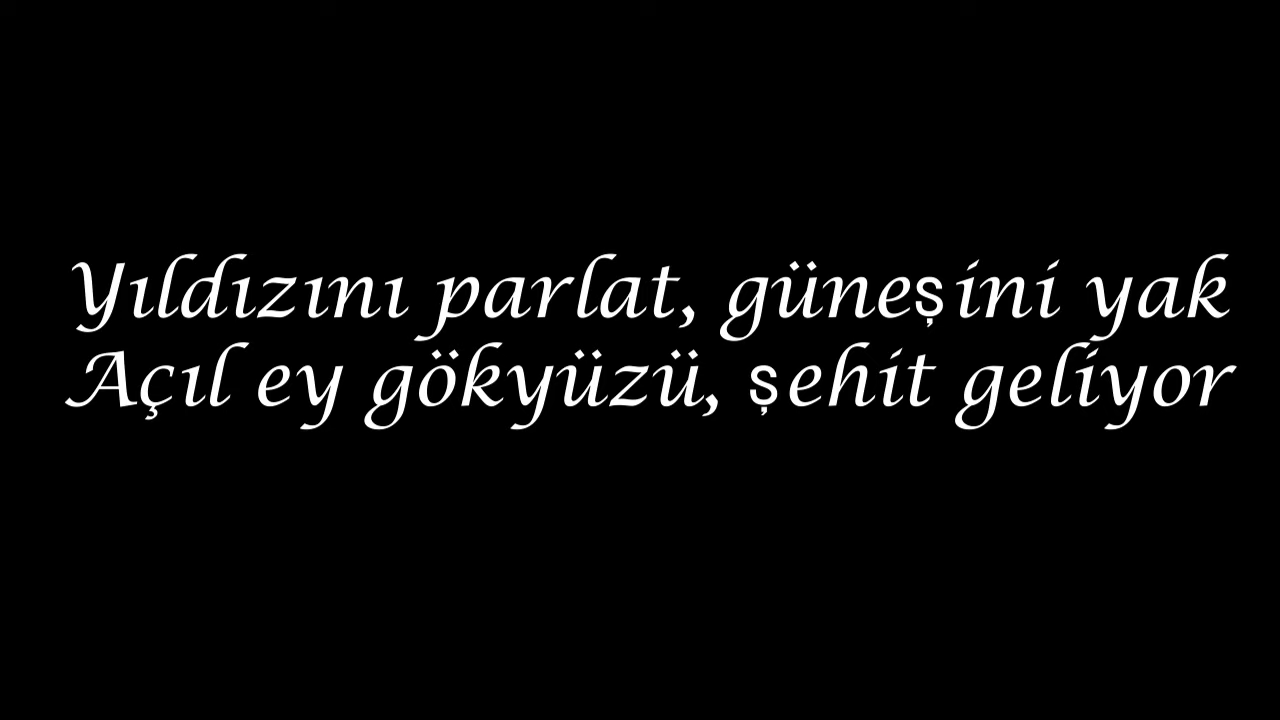 Yıldızını parlat, güneşini yak
Açıl ey gökyüzü, şehit geliyor